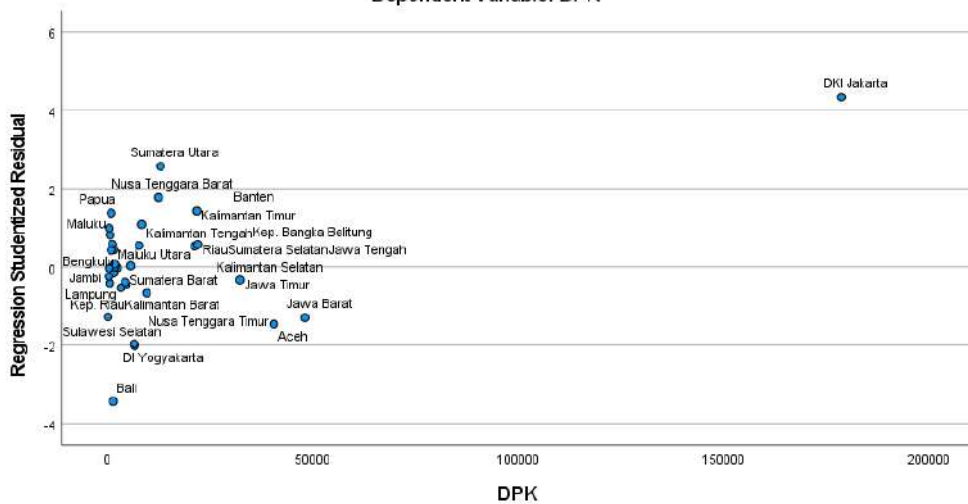 Dependent Variable: DPK
6
4
2
0
-2
-4
Regression Studentized Residual
DKI Jakarta
Sumatera Utara
Nusa Tenggara Barat
Banten
Papua
Kalimantan Timur
Maluku
Kalimantan Tengah
Kep. Bangka Belitung
Maluku Utara
Riau
Sumatera Selatan
Jawa Tengah
Bengkulu
Kalimantan Selatan
Jambi
Sumatera Barat
Jawa Timur
Lampung
Kep. Riau
Kalimantan Barat
Jawa Barat
Nusa Tenggara Timur
Sulawesi Selatan
Aceh
DI Yogyakarta
Bali
0
50000
100000
150000
200000
DPK